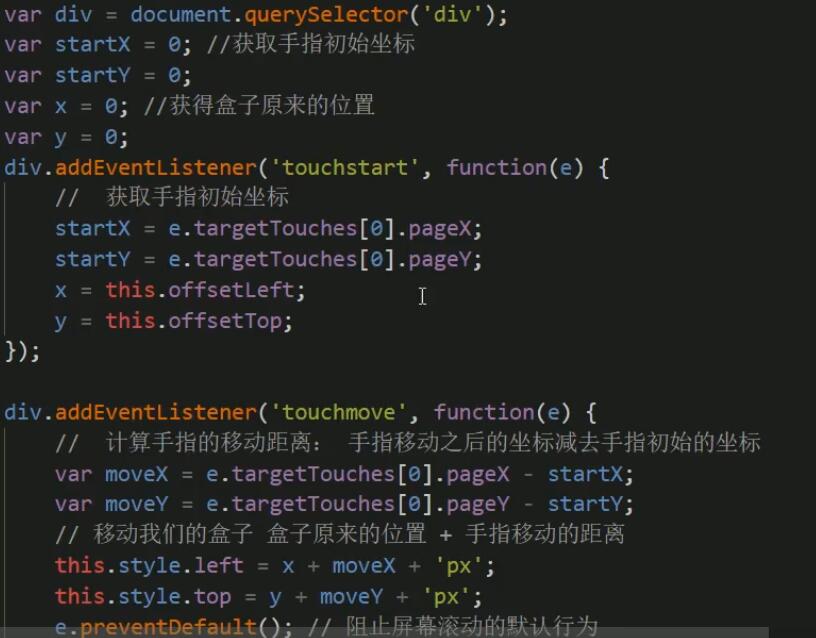 var div = document.querySelector('div');
var startX = 0; //获取手指初始坐标
var startY = 0;
var x = 0; //获得盒子原来的位置
var y = 0;
div.addEventListener('touchstart', function(e) {
    //  获取手指初始坐标
    startX = e.targetTouches[0].pageX;
    startY = e.targetTouches[0].pageY;
    x = this.offsetLeft;
    y = this.offsetTop;
});

div.addEventListener('touchmove', function(e) {
    //  计算手指的移动距离： 手指移动之后的坐标减去手指初始的坐标
    var moveX = e.targetTouches[0].pageX - startX;
    var moveY = e.targetTouches[0].pageY - startY;
    // 移动我们的盒子 盒子原来的位置 + 手指移动的距离
    this.style.left = x + moveX + 'px';
    this.style.top = y + moveY + 'px';
    e.preventDefault(); // 阻止屏幕滚动的默认行为